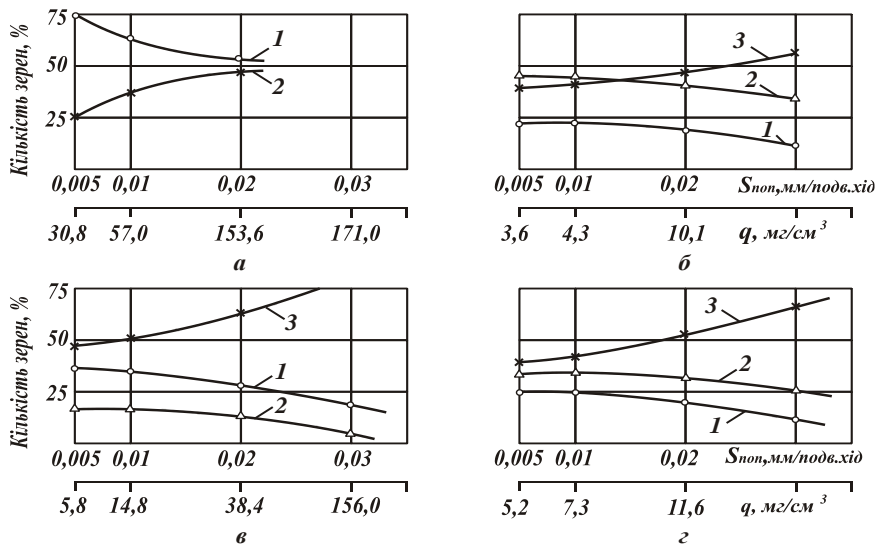 Кількість зерен, %
75
50
25
1
2
0,005 0,01 0,02 0,03
30,8 57,0 153,6 171,0
а
3
2
1
0,005 0,01 0,02 Sпоп,мм/подв.хід
3,6 4,3 10,1 q, мг/см3
б
Кількість зерен, %
75
50
25
3
1
2
0,005 0,01 0,02 0,03
5,8 14,8 38,4 156,0
в
3
2
1
0,005 0,01 0,02 Sпоп,мм/подв.хід
5,2 7,3 11,6 q, мг/см3
г